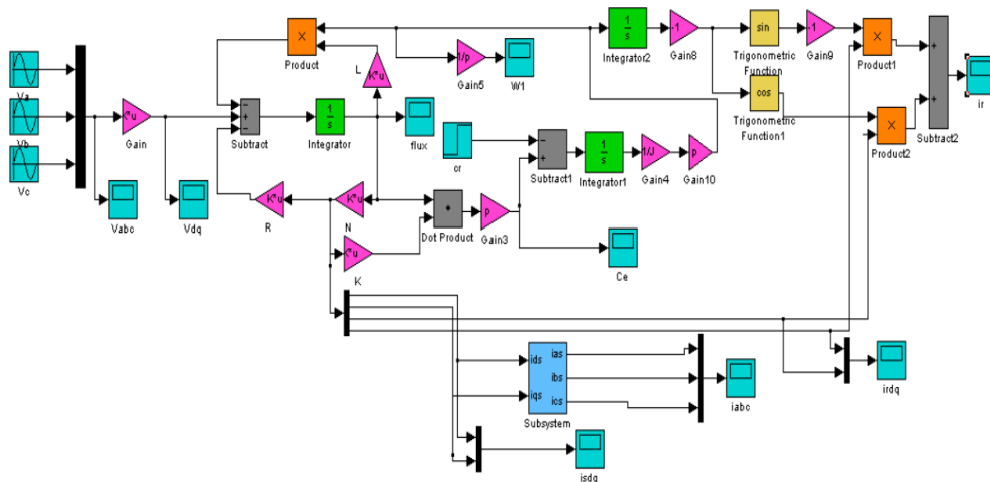 Va
Vb
Vc
K*u
Gain
Vabc
Vdq
X
Product
K*u
L
Subtract
1
s
Integrator
flux
1/p
Gain5
W1
1
s
Integrator2
-1
Gain8
sin
Trigonometric
Function
-1
Gain9
cos
Trigonometric
Function1
X
Product1
X
Product2
Subtract2
ir
cr
Subtract1
1
s
Integrator1
1/J
Gain4
p
Gain10
K*u
R
K*u
N
Dot Product
p
Gain3
K*u
K
Ce
ids
iqs
ias
ibs
ics
Subsystem
iabc
irdq
isdq